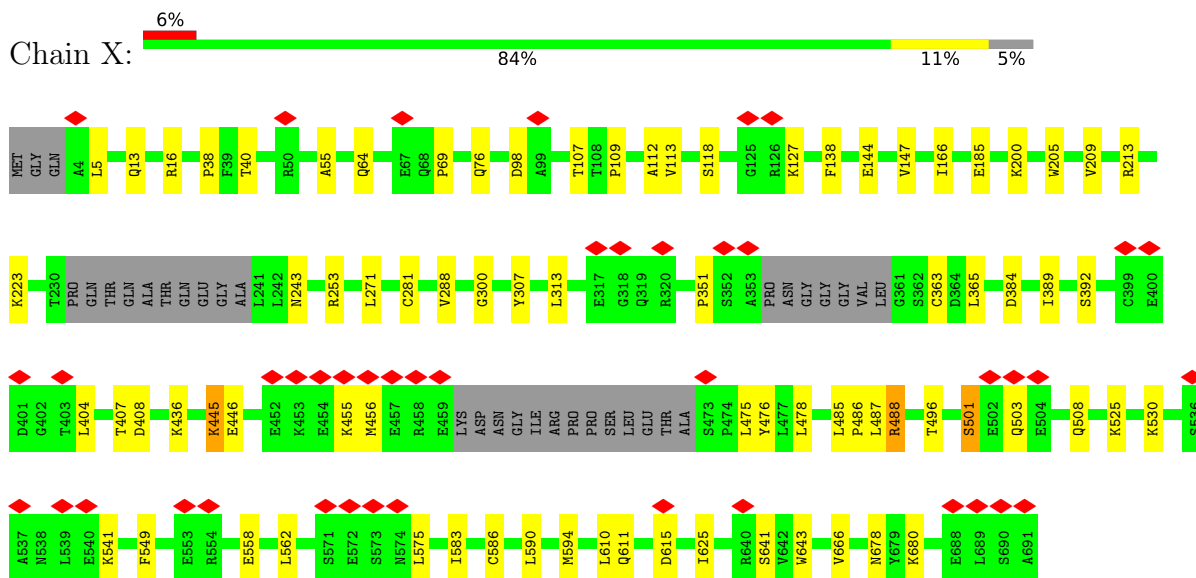 6%
Chain X:
84% 11% 5%
MET GLY GLN A4 L5 Q13 R16 P38 F39 T40 R50 A55 Q64 E67 Q68 P69 Q76 D98 A99 T107 T108 P109 A112 V113 S118 G125 R126 K127 F138 E144 V147 I166 E185 K200 W205 V209 R213
K223 T230 PRO GLN THR GLN ALA THR GLN GLU GLY ALA L241 L242 N243 R253 L271 C281 V288 G300 Y307 L313 E317 G318 Q319 R320 P351 S352 A353 PRO ASN GLY GLY GLY VAL LEU G361 S362 C363 D364 L365 D384 I389 S392 C399 E400
D401 G402 T403 L404 T407 D408 K436 K445 E446 E452 K453 E454 K455 M456 E457 R458 E459 LYS ASP ASN GLY ILE ARG PRO PRO SER LEU GLU THR ALA S473 P474 L475 Y476 L477 L478 L485 P486 L487 R488 T496 S501 E502 Q503 E504 Q508 K525 K530 S536
A537 N538 L539 E540 K541 F549 E553 R554 E558 L562 S571 E572 S573 N574 L575 I583 C586 L590 M594 L610 Q611 D615 I625 R640 S641 V642 W643 V666 N678 Y679 K680 E688 L689 S690 A691